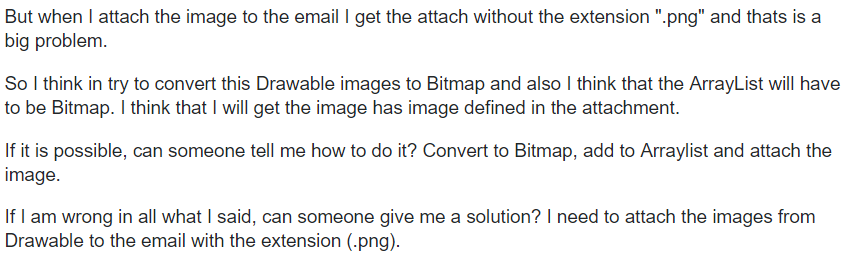 But when I attach the image to the email I get the attach without the extension ".png" and thats is a
big problem.
So I think in try to convert this Drawable images to Bitmap and also I think that the ArrayList will have
to be Bitmap. I think that I will get the image has image defined in the attachment.
If it is possible, can someone tell me how to do it? Convert to Bitmap, add to Arraylist and attach the
image.
If I am wrong in all what I said, can someone give me a solution? I need to attach the images from
Drawable to the email with the extension (.png).